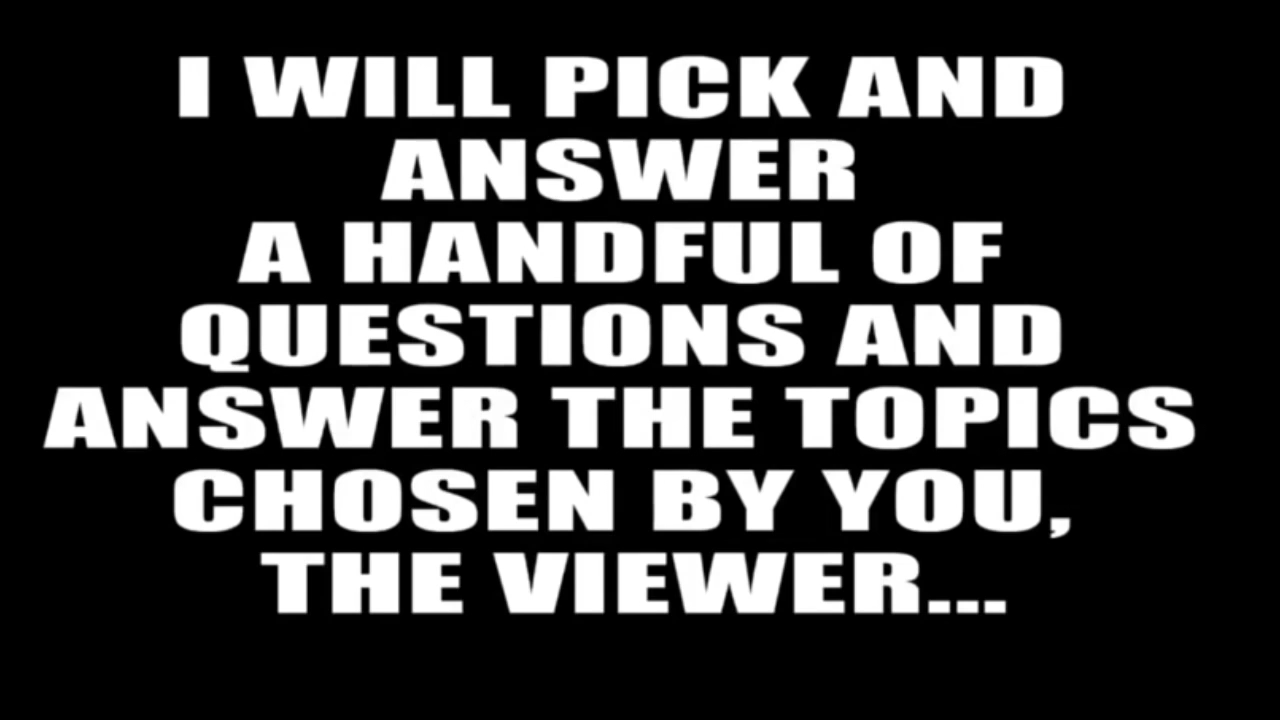 I WILL PICK AND
ANSWER
A HANDFUL OF
QUESTIONS AND
ANSWER THE TOPICS
CHOSEN BY YOU,
THE VIEWER...